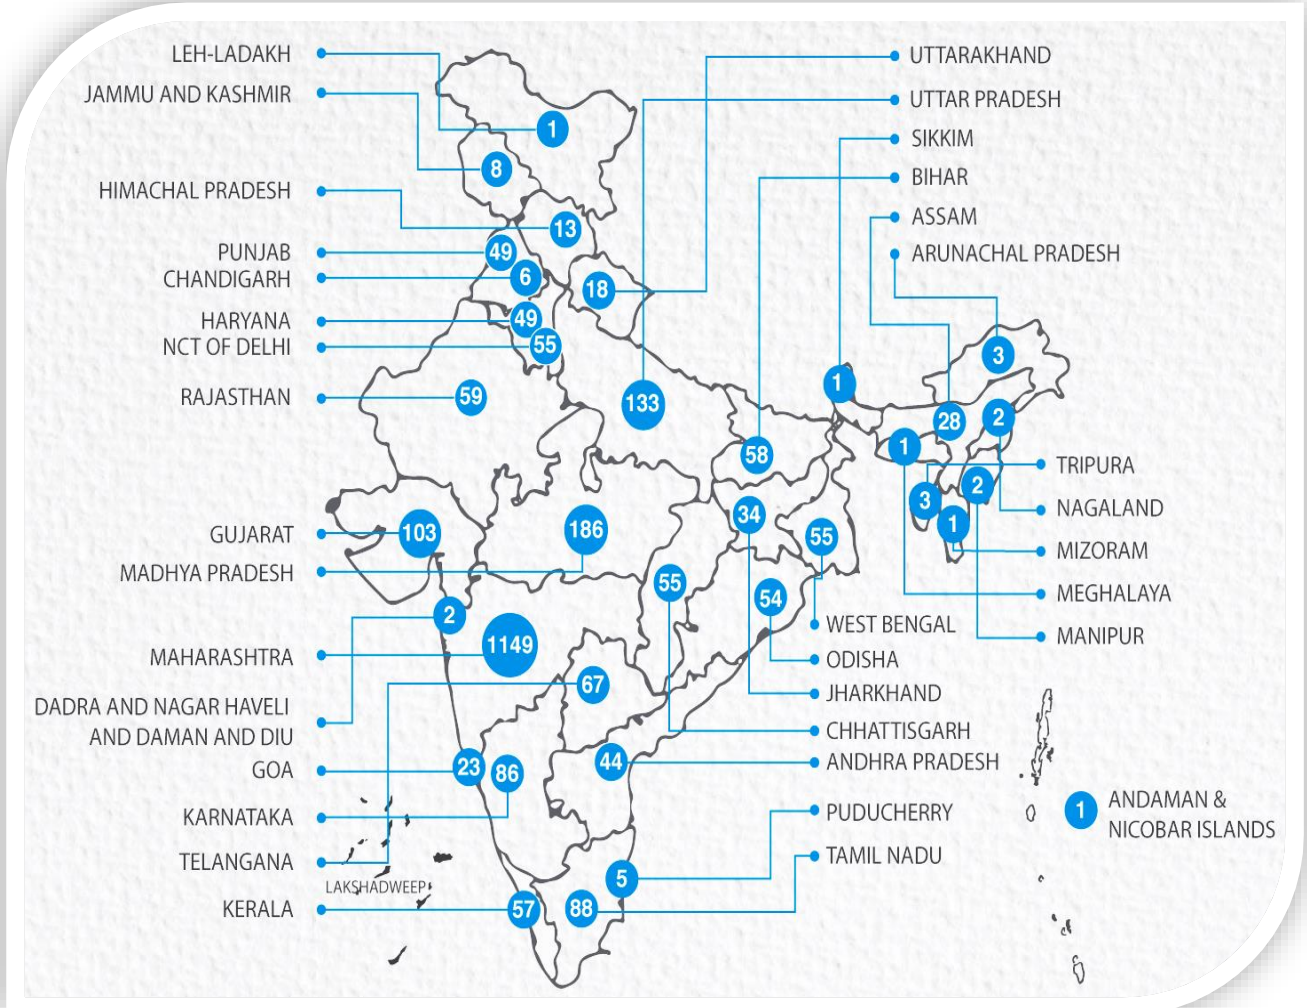 LEH-LADAKH
JAMMU AND KASHMIR
HIMACHAL PRADESH
PUNJAB
CHANDIGARH
HARYANA
NCT OF DELHI
RAJASTHAN
GUJARAT
MADHYA PRADESH
MAHARASHTRA
DADRA AND NAGAR HAVELI
AND DAMAN AND DIU
GOA
KARNATAKA
TELANGANA
LAKSHADWEEP
KERALA
1
8
13
49
6
18
49
55
59
133
1
3
28
2
1
58
2
3
1
103
186
34
55
55
54
2
1149
67
23
86
44
5
57
88
UTTARAKHAND
UTTAR PRADESH
SIKKIM
BIHAR
ASSAM
ARUNACHAL PRADESH
TRIPURA
NAGALAND
MIZORAM
MEGHALAYA
MANIPUR
WEST BENGAL
ODISHA
JHARKHAND
CHHATTISGARH
ANDHRA PRADESH
PUDUCHERRY
TAMIL NADU
1
ANDAMAN &
NICOBAR ISLANDS